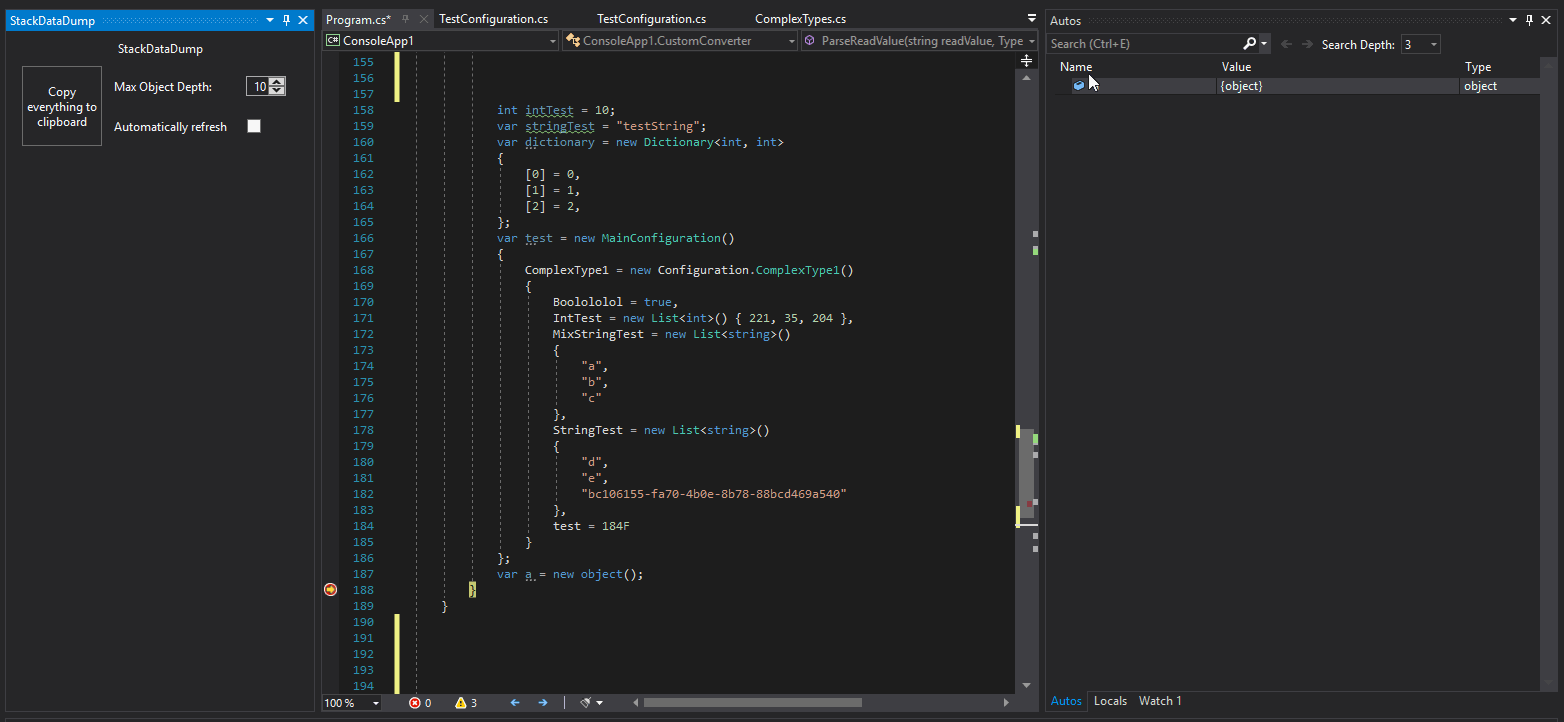 StackDataDump
StackDataDump
Copy
everything to
clipboard
Max Object Depth:
10
Automatically refresh
Program.cs*
TestConfiguration.cs
TestConfiguration.cs
ComplexTypes.cs
C# ConsoleApp1
ConsoleApp1.CustomConverter
ParseReadValue(string readValue, Type
155
156
157
158 int intTest = 10;
159 var stringTest = "testString";
160 var dictionary = new Dictionary<int, int>
161 {
162 [0] = 0,
163 [1] = 1,
164 [2] = 2,
165 };
166 var test = new MainConfiguration()
167 {
168 ComplexType1 = new Configuration.ComplexType1()
169 {
170 Boolololol = true,
171 IntTest = new List<int>() { 221, 35, 204 },
172 MixStringTest = new List<string>()
173 {
174 "a",
175 "b",
176 "c"
177 },
178 StringTest = new List<string>()
179 {
180 "d",
181 "e",
182 "bc106155-fa70-4b0e-8b78-88bcd469a540"
183 },
184 test = 184F
185 }
186 };
187 var a = new object();
188 }
189 }
190
191
192
193
194
100 %
0
3
Autos
Search (Ctrl+E)
Search Depth: 3
Name Value Type
{object} object
Autos Locals Watch 1